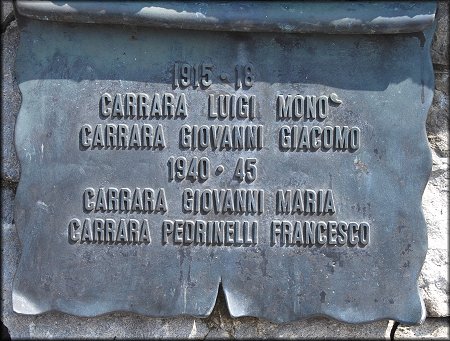 1915-18
CARRARA LUIGI MONO
CARRARA GIOVANNI GIACOMO
1940·45
CARRARA GIOVANNI MARIA
CARRARA PEDRINELLI FRANCESCO